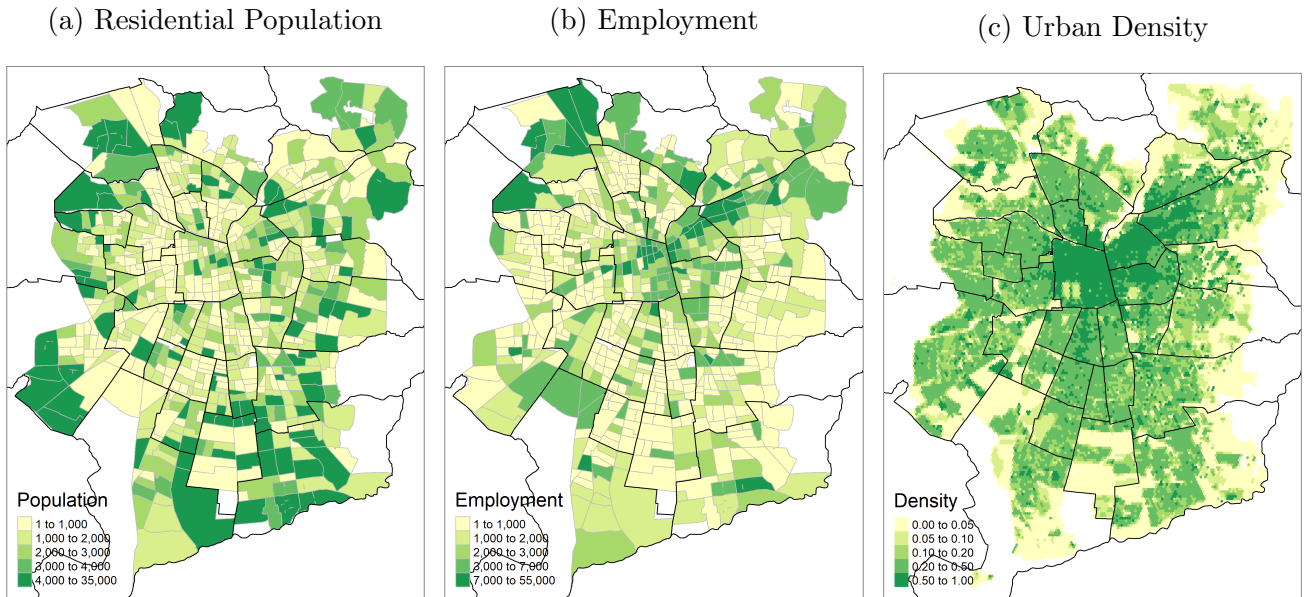 (a) Residential Population
(b) Employment
(c) Urban Density
Population
1 to 1,000
1,000 to 2,000
2,000 to 3,000
3,000 to 4,000
4,000 to 35,000
Employment
1 to 1,000
1,000 to 2,000
2,000 to 3,000
3,000 to 7,000
7,000 to 55,000
Density
0.00 to 0.05
0.05 to 0.10
0.10 to 0.20
0.20 to 0.50
0.50 to 1.00